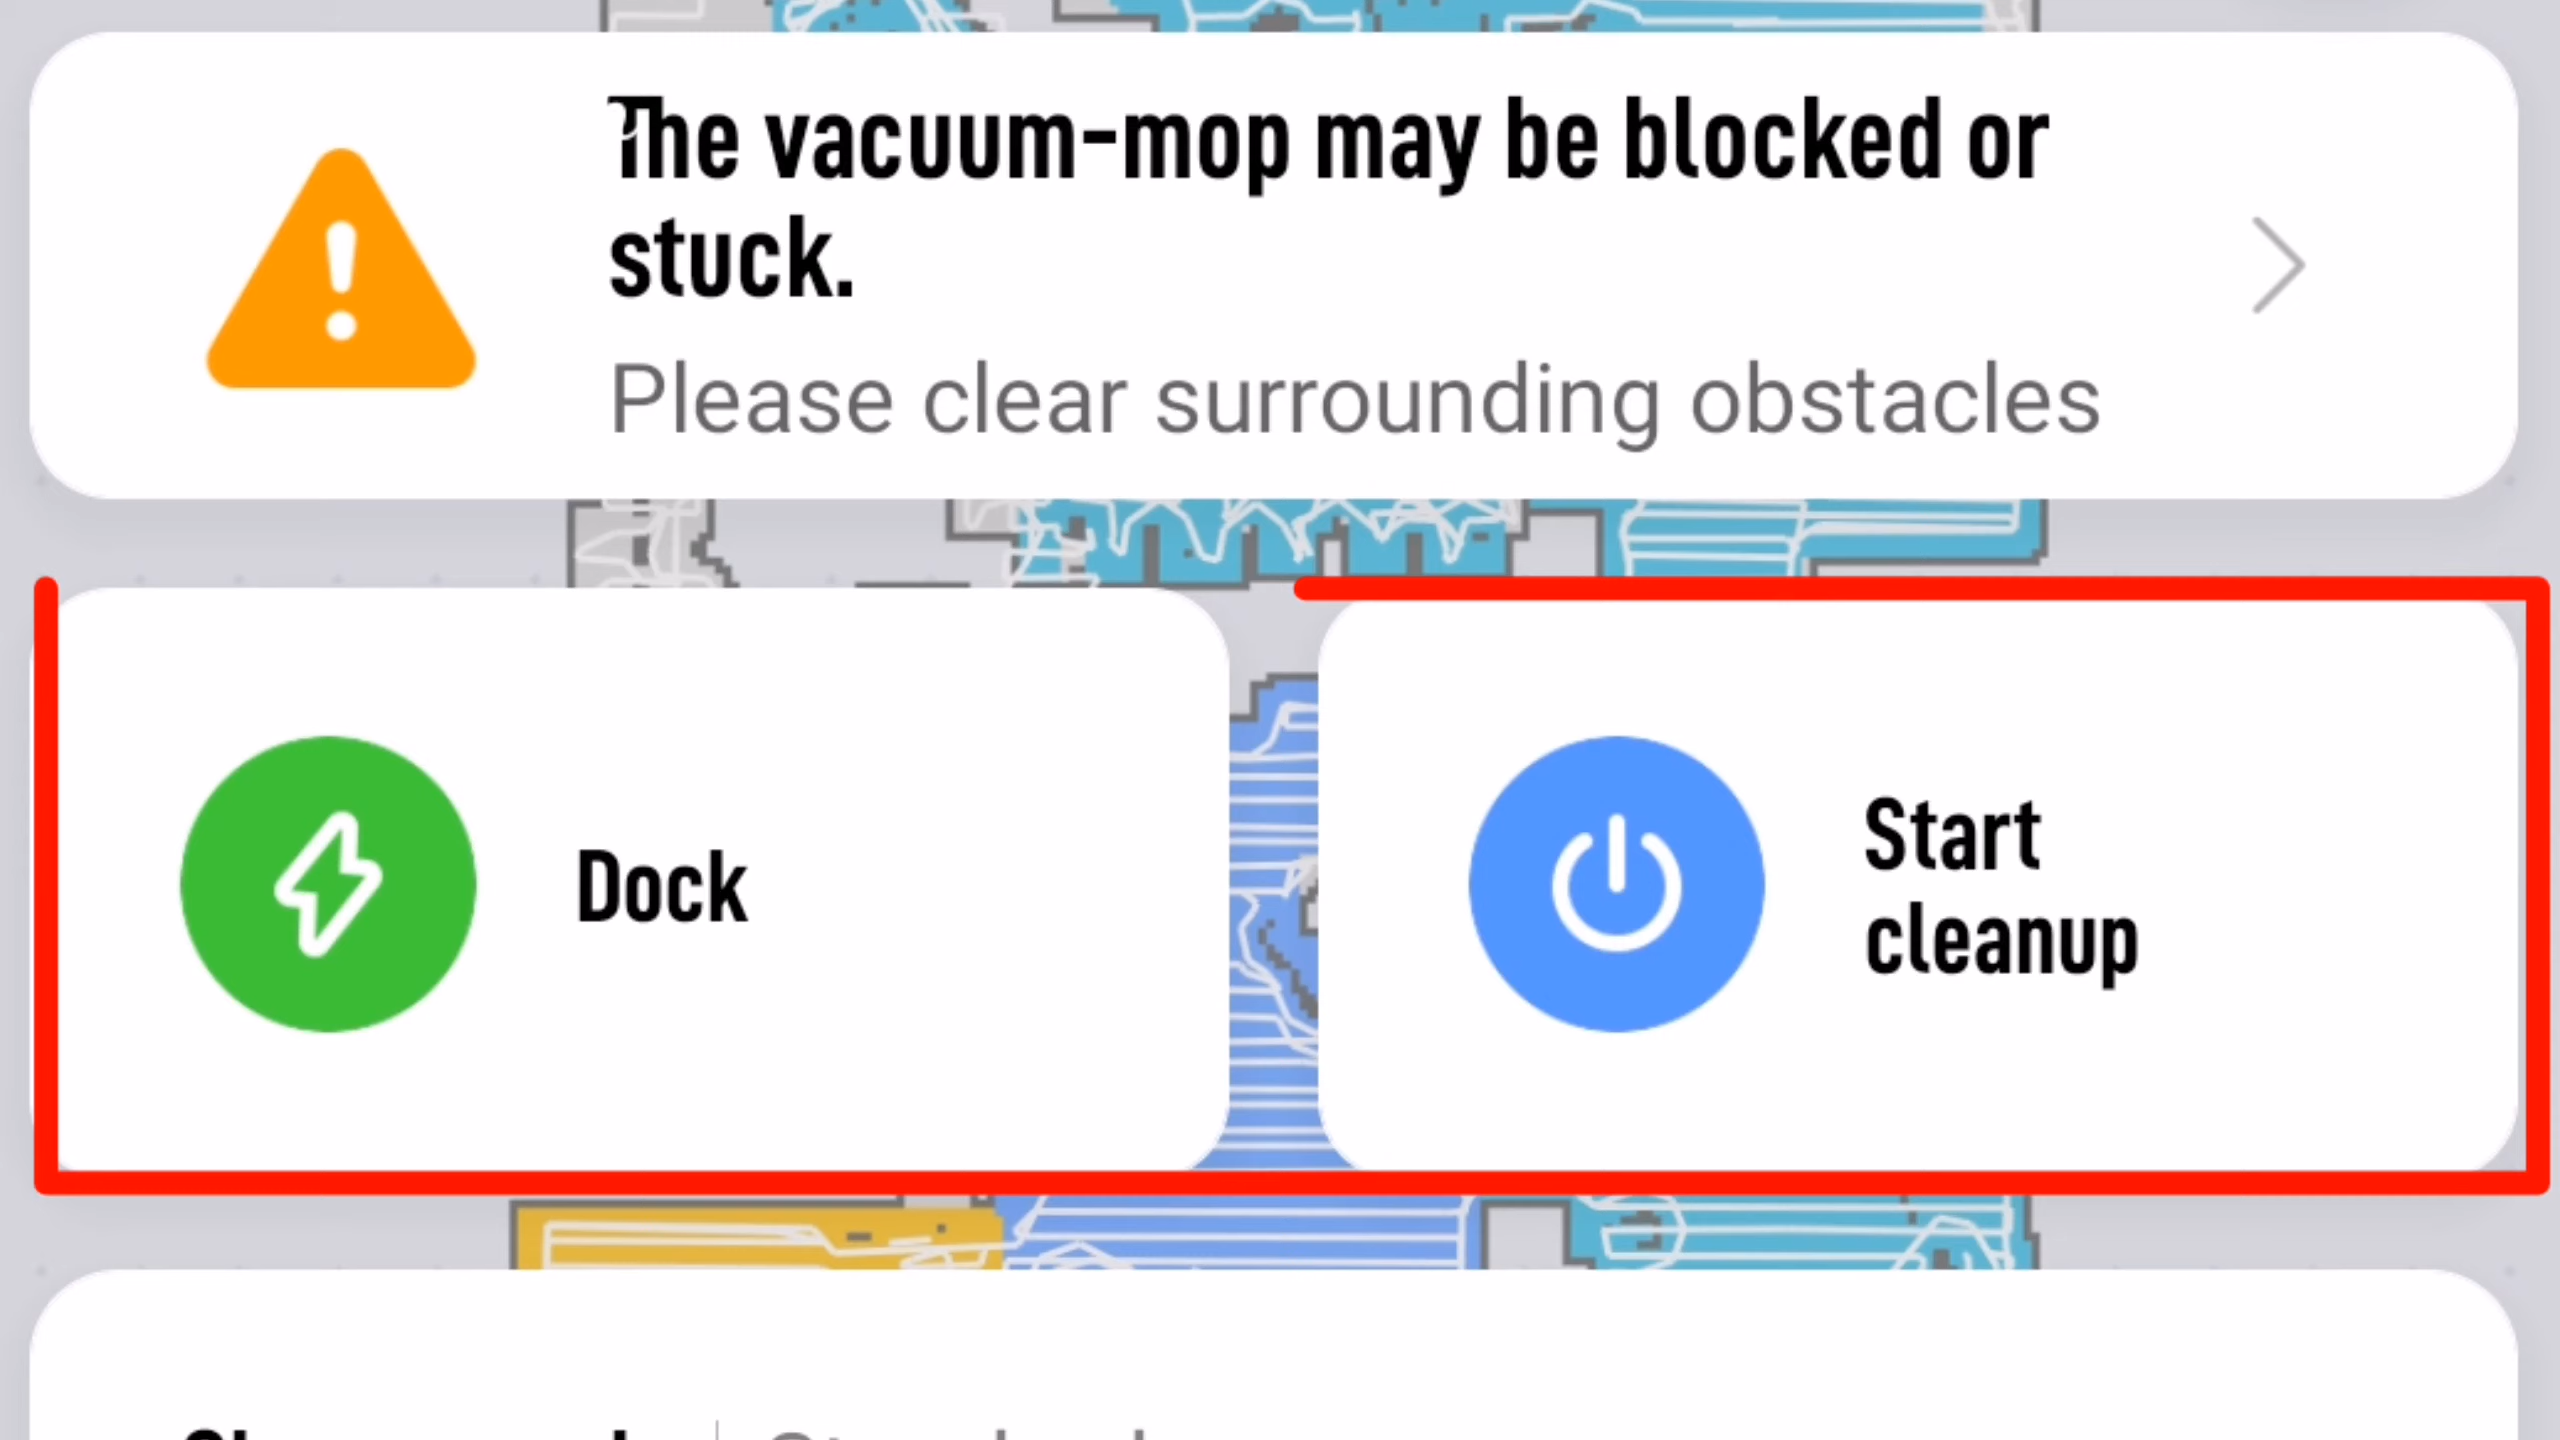 The vacuum-mop may be blocked or
stuck.
Please clear surrounding obstacles
Dock
Start
cleanup